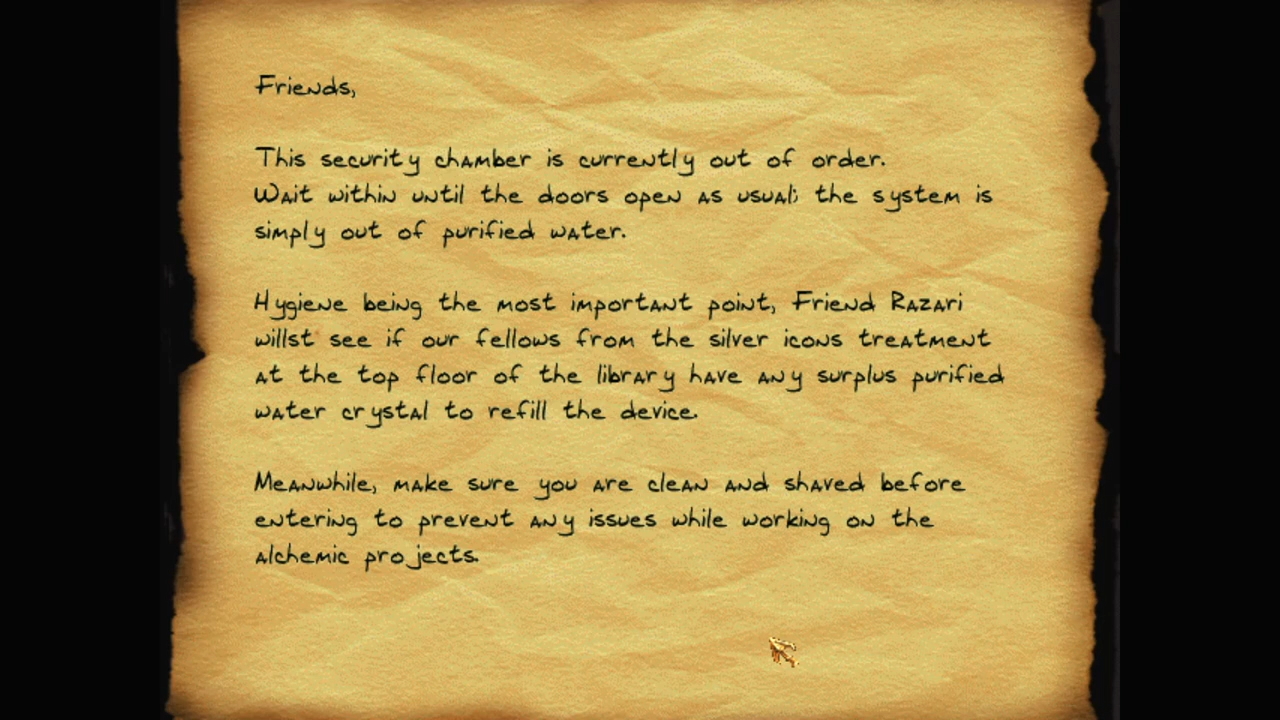 Friends,
This security chamber is currently out of order.
Wait within until the doors open as usual; the system is
simply out of purified water.
Hygiene being the most important point, Friend Razari
willst see if our fellows from the silver icons treatment
at the top floor of the library have any surplus purified
water crystal to refill the device.
Meanwhile, make sure you are clean and shaved before
entering to prevent any issues while working on the
alchemic projects.